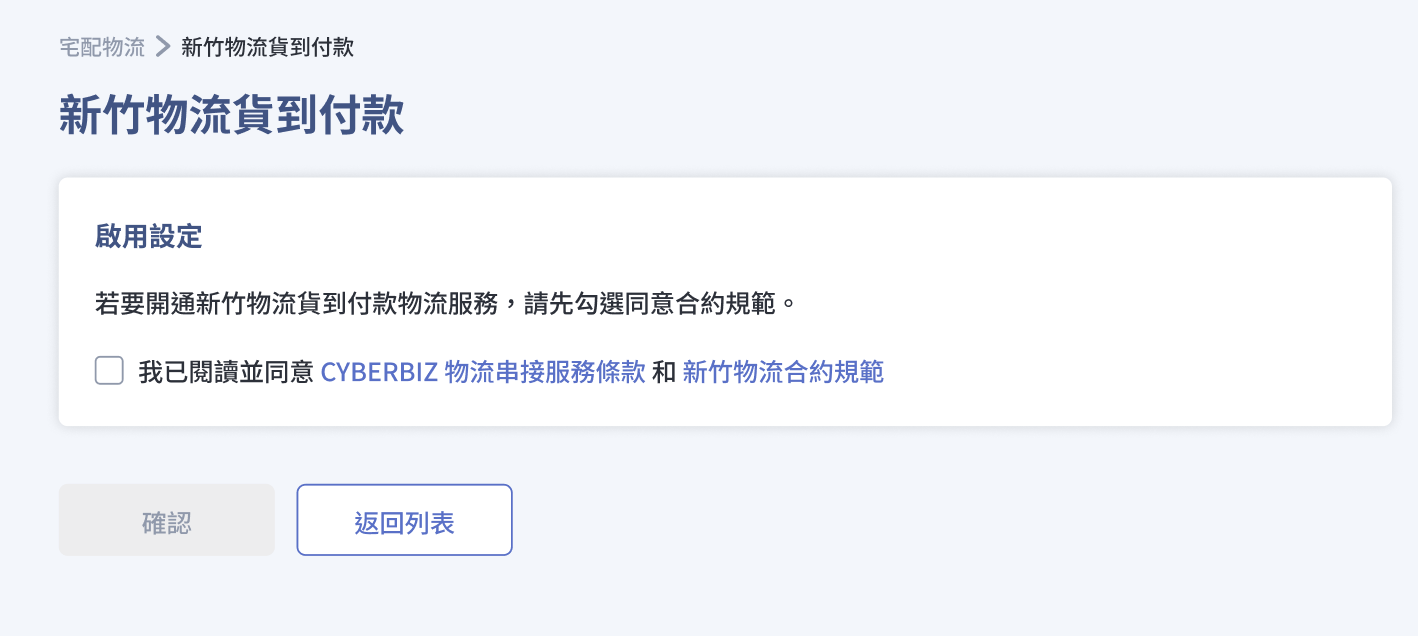 宅配物流 > 新竹物流貨到付款
新竹物流貨到付款
啟用設定
若要開通新竹物流貨到付款物流服務，請先勾選同意合約規範。
我已閱讀並同意 CYBERBIZ 物流串接服務條款 和 新竹物流合約規範
確認 返回列表